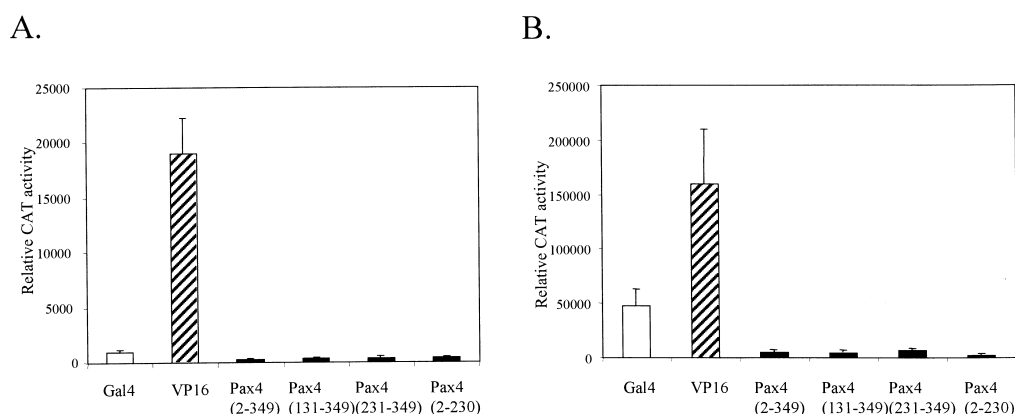 A.
Relative CAT activity
25000
20000
15000
10000
5000
0
Gal4 VP16 Pax4 Pax4 Pax4 Pax4
(2-349) (131-349) (231-349) (2-230)
B.
Relative CAT activity
250000
200000
150000
100000
50000
0
Gal4 VP16 Pax4 Pax4 Pax4 Pax4
(2-349) (131-349) (231-349) (2-230)